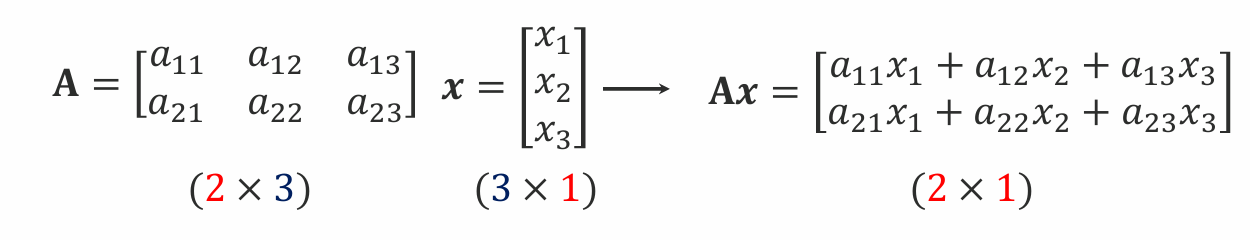 A = [a₁₁ a₁₂ a₁₃
a₂₁ a₂₂ a₂₃] x = [x₁
x₂
x₃] ⟶ Ax = [a₁₁x₁ + a₁₂x₂ + a₁₃x₃
a₂₁x₁ + a₂₂x₂ + a₂₃x₃]
(2 × 3) (3 × 1) (2 × 1)